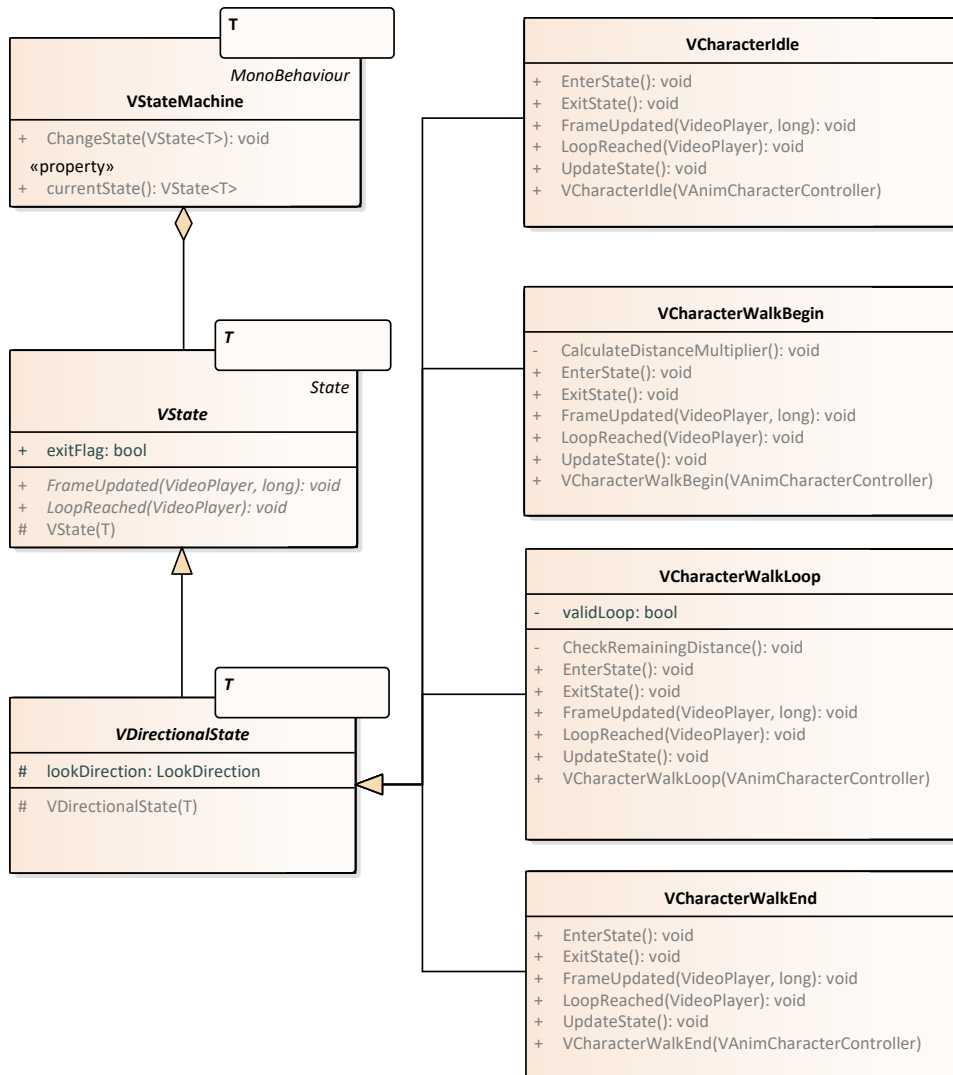 T
MonoBehaviour
VStateMachine
+ ChangeState(VState<T>): void
«property»
+ currentState(): VState<T>
T
State
VState
+ exitFlag: bool
+ FrameUpdated(VideoPlayer, long): void
+ LoopReached(VideoPlayer): void
# VState(T)
T
VDirectionalState
# lookDirection: LookDirection
# VDirectionalState(T)
VCharacterIdle
+ EnterState(): void
+ ExitState(): void
+ FrameUpdated(VideoPlayer, long): void
+ LoopReached(VideoPlayer): void
+ UpdateState(): void
+ VCharacterIdle(VAnimCharacterController)
VCharacterWalkBegin
- CalculateDistanceMultiplier(): void
+ EnterState(): void
+ ExitState(): void
+ FrameUpdated(VideoPlayer, long): void
+ LoopReached(VideoPlayer): void
+ UpdateState(): void
+ VCharacterWalkBegin(VAnimCharacterController)
VCharacterWalkLoop
- validLoop: bool
- CheckRemainingDistance(): void
+ EnterState(): void
+ ExitState(): void
+ FrameUpdated(VideoPlayer, long): void
+ LoopReached(VideoPlayer): void
+ UpdateState(): void
+ VCharacterWalkLoop(VAnimCharacterController)
VCharacterWalkEnd
+ EnterState(): void
+ ExitState(): void
+ FrameUpdated(VideoPlayer, long): void
+ LoopReached(VideoPlayer): void
+ UpdateState(): void
+ VCharacterWalkEnd(VAnimCharacterController)